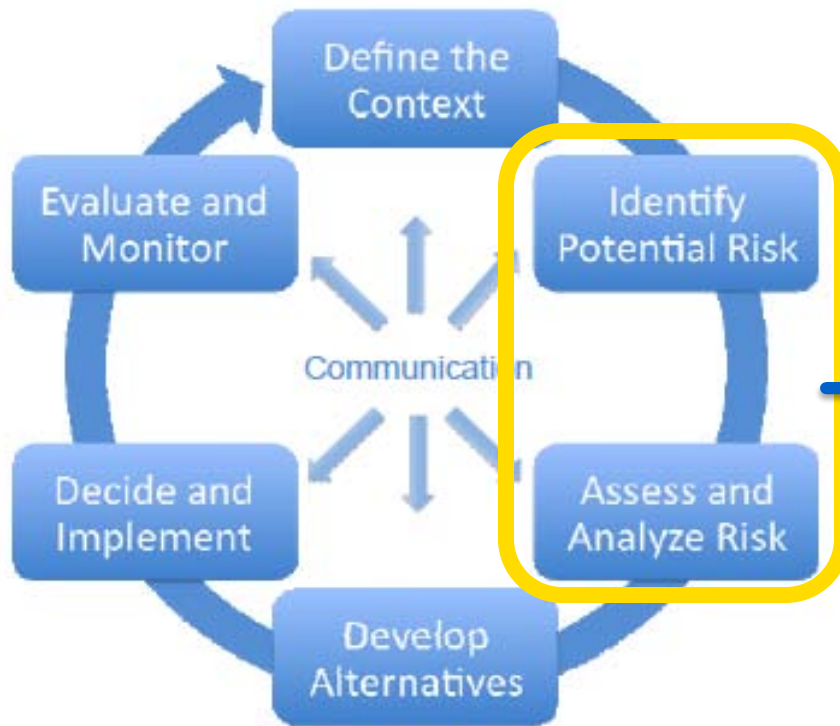 Define the
Context
Identify
Potential Risk
Assess and
Analyze Risk
Develop
Alternatives
Decide and
Implement
Evaluate and
Monitor
Communication